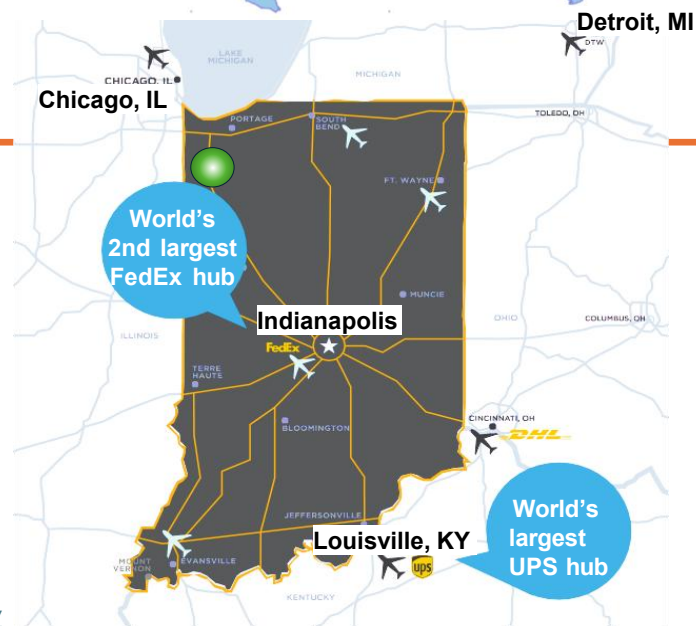 Detroit, MI
DTW
LAKE
MICHIGAN
MICHIGAN
CHICAGO, IL
Chicago, IL
PORTAGE
SOUTH
BEND
TOLEDO, OH
FT. WAYNE
World's
2nd largest
FedEx hub
MUNCIE
Indianapolis
OHIO
COLUMBUS, OH
ILLINOIS
FedEx
TERRE
HAUTE
BLOOMINGTON
CINCINNATI, OH
DHL
JEFFERSONVILLE
World's
largest
UPS hub
Louisville, KY
ups
MOUNT
VERNON
EVANSVILLE
KENTUCKY